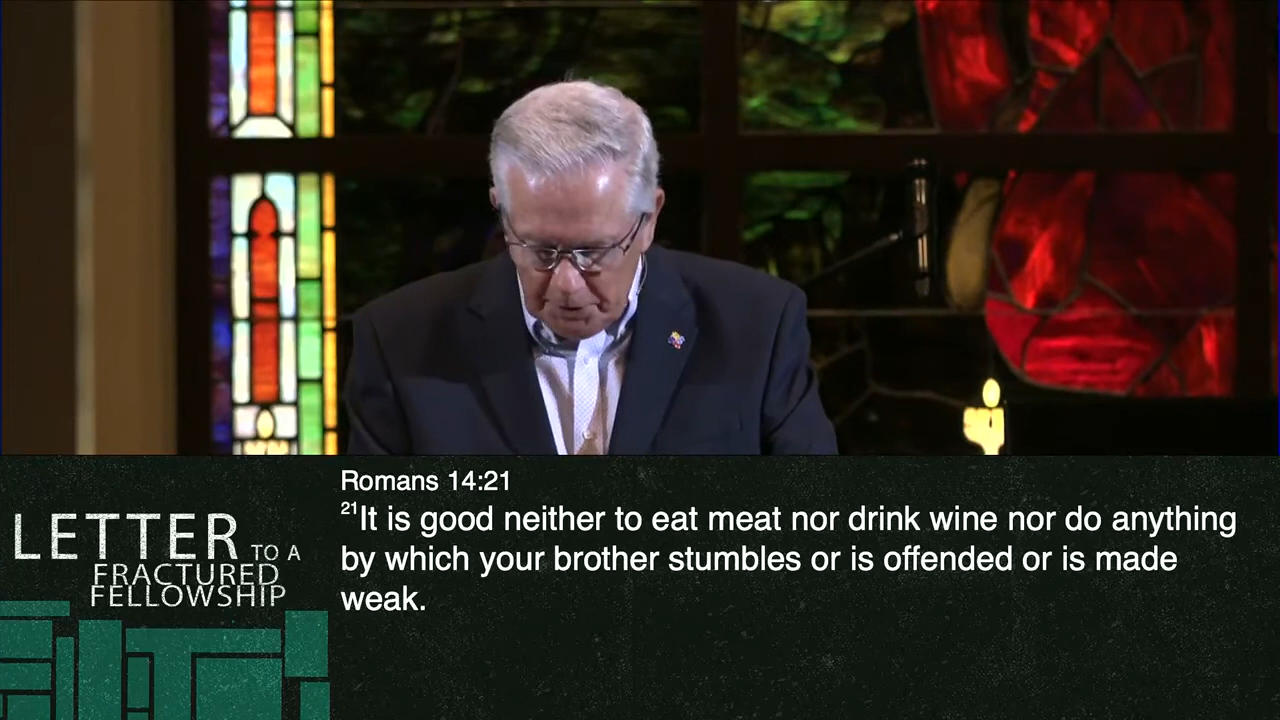 Romans 14:21
21It is good neither to eat meat nor drink wine nor do anything
by which your brother stumbles or is offended or is made
weak.
LETTER TO A
FRACTURED
FELLOWSHIP